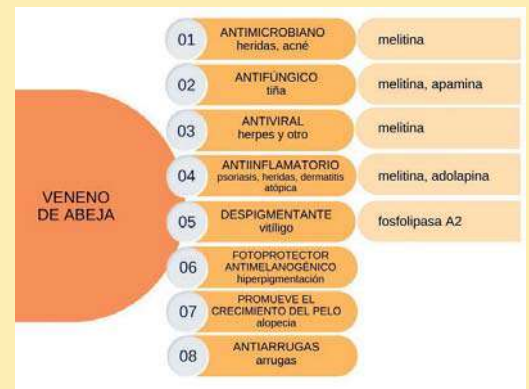 VENENO
DE ABEJA
01
ANTIMICROBIANO
heridas, acné
melitina
02
ANTIFÚNGICO
tiña
melitina, apamina
03
ANTIVIRAL
herpes y otro
melitina
04
ANTIINFLAMATORIO
psoriasis, heridas, dermatitis
atópica
melitina, adolapina
05
DESPIGMENTANTE
vitíligo
fosfolipasa A2
06
FOTOPROTECTOR
ANTIMELANOGÉNICO
hiperpigmentación
07
PROMUEVE EL
CRECIMIENTO DEL PELO
alopecia
08
ANTIARRUGAS
arrugas